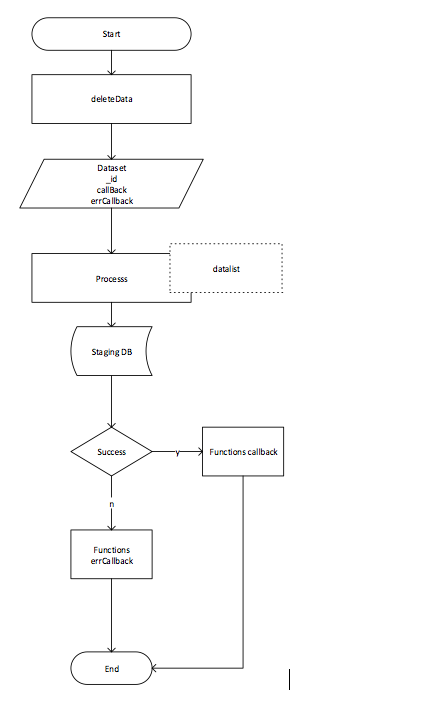 Start
deleteData
Dataset
_id
callBack
errCallback
Processs
datalist
Staging DB
Success
y
Functions callback
n
Functions
errCallback
End